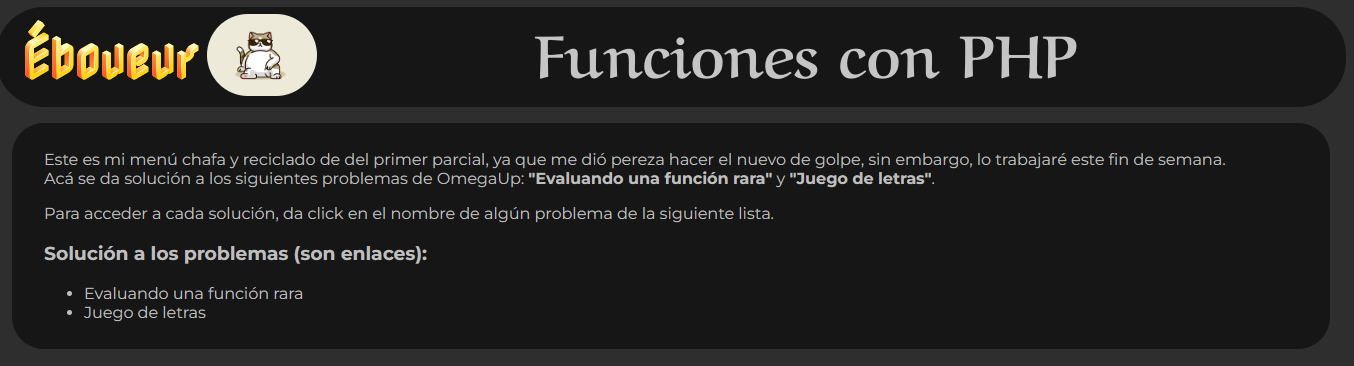 Éboueur
Funciones con PHP
Este es mi menú chafa y reciclado de del primer parcial, ya que me dió pereza hacer el nuevo de golpe, sin embargo, lo trabajaré este fin de semana.
Acá se da solución a los siguientes problemas de OmegaUp: "Evaluando una función rara" y "Juego de letras".
Para acceder a cada solución, da click en el nombre de algún problema de la siguiente lista.
Solución a los problemas (son enlaces):
• Evaluando una función rara
• Juego de letras